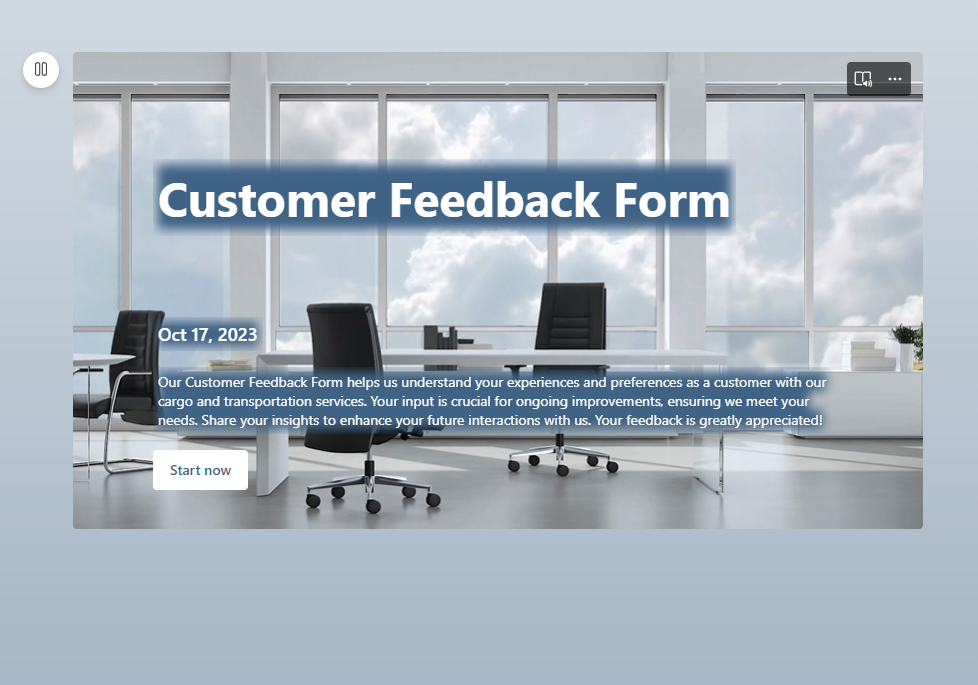 Customer Feedback Form
Oct 17, 2023
Our Customer Feedback Form helps us understand your experiences and preferences as a customer with our
cargo and transportation services. Your input is crucial for ongoing improvements, ensuring we meet your
needs. Share your insights to enhance your future interactions with us. Your feedback is greatly appreciated!
Start now